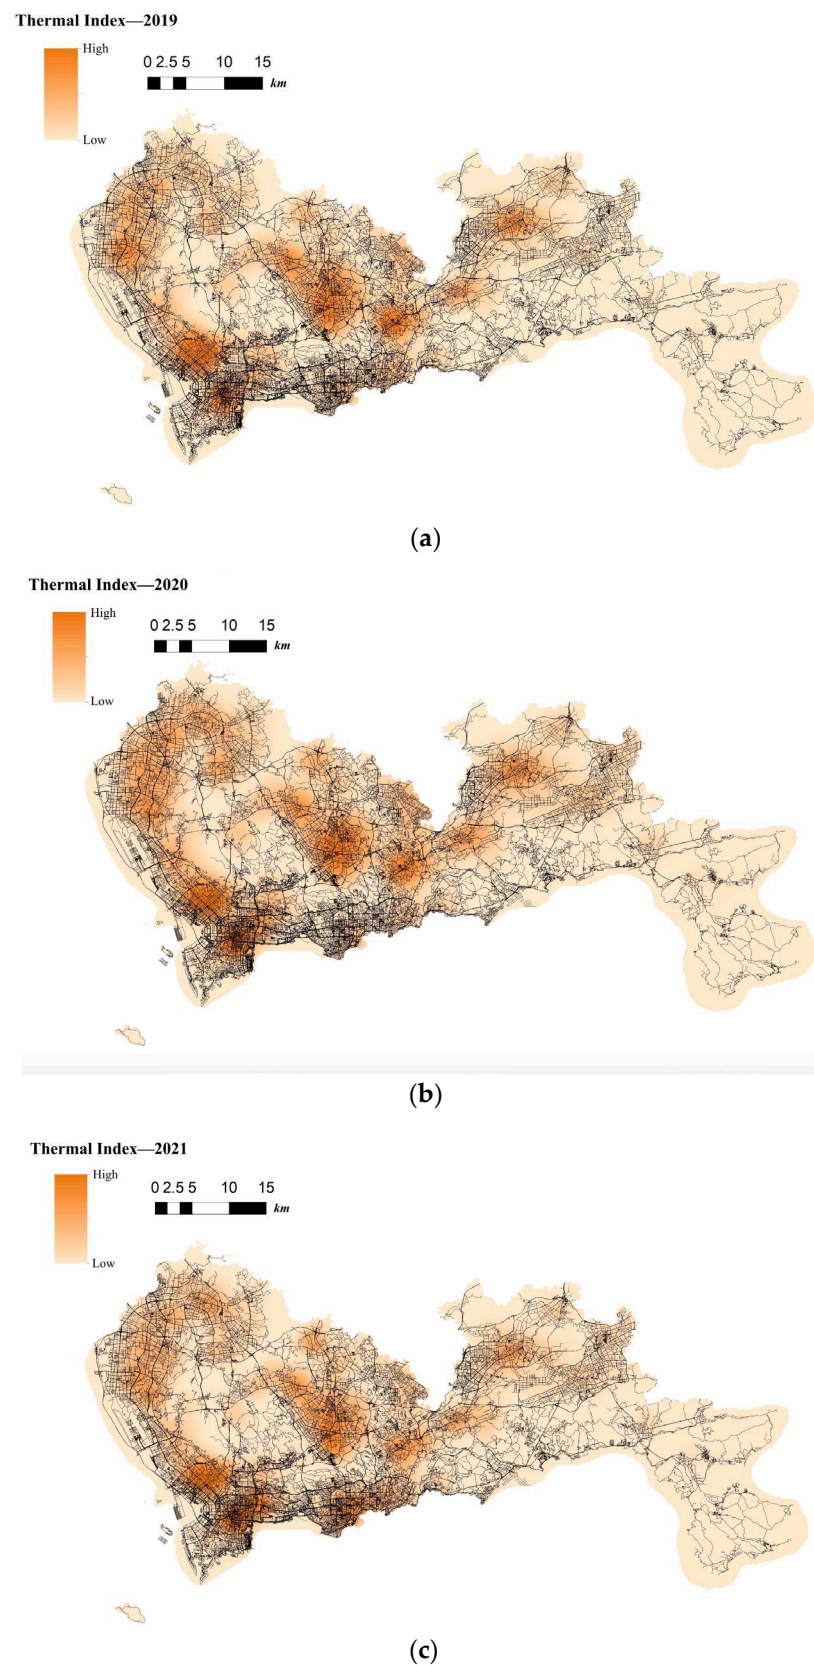 Thermal Index—2019
High
0 2.5 5 10 15
km
Low
(a)
Thermal Index—2020
High
0 2.5 5 10 15
km
Low
(b)
Thermal Index—2021
High
0 2.5 5 10 15
km
Low
(c)